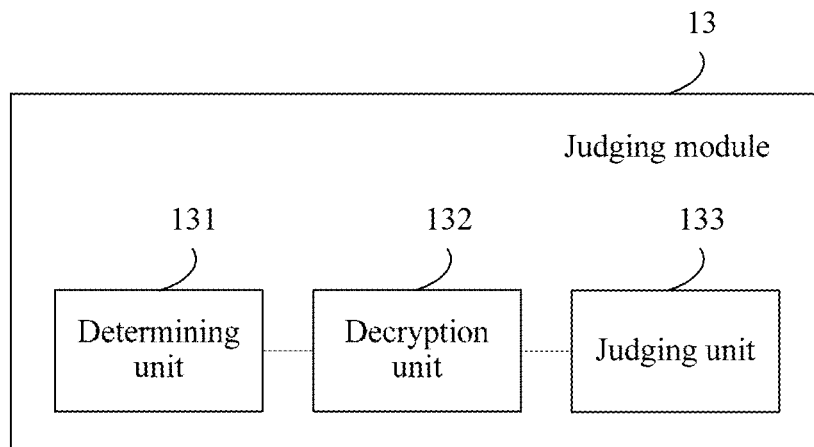 13
Judging module
131 132 133
Determining unit
Decryption unit
Judging unit